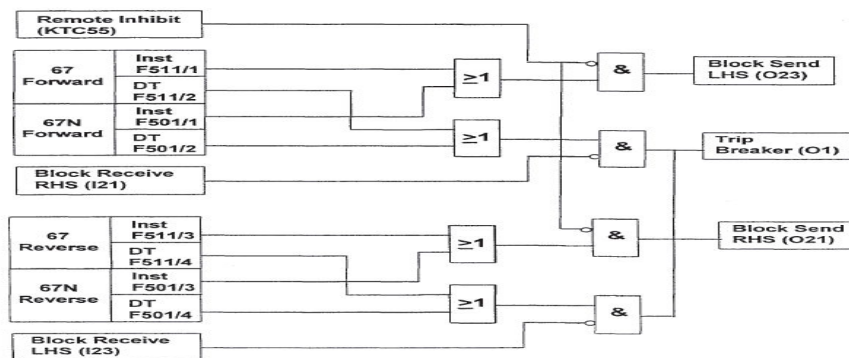 Remote Inhibit
(KTC55)
67
Forward
Inst
F511/1
DT
F511/2
67N
Forward
Inst
F501/1
DT
F501/2
Block Receive
RHS (I21)
≥1
≥1
&
&
Block Send
LHS (O23)
Trip
Breaker (O1)
67
Reverse
Inst
F511/3
DT
F511/4
67N
Reverse
Inst
F501/3
DT
F501/4
Block Receive
LHS (I23)
≥1
≥1
&
&
Block Send
RHS (O21)